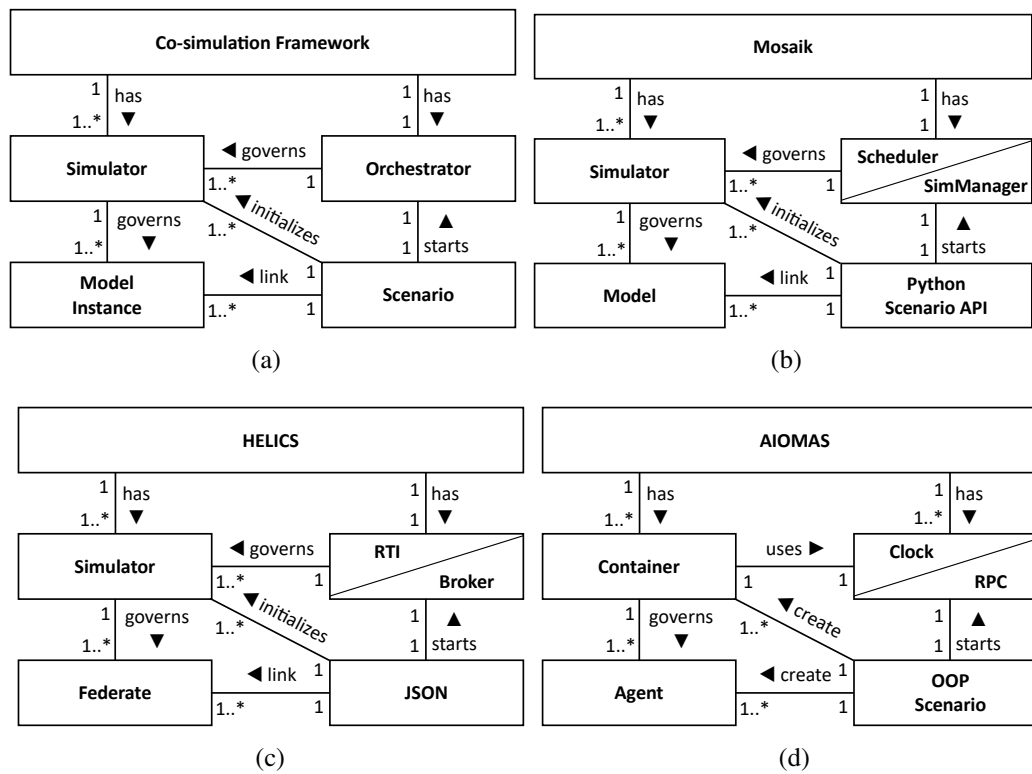 Co-simulation Framework
1 has 1..*
1 has 1
Simulator
◄ governs
1..* 1
Orchestrator
1 governs 1..*
◄ initializes
1..* 1
1 starts 1
Model
Instance
◄ link
1..* 1
Scenario
(a)
Mosaik
1 has 1..*
1 has 1
Simulator
◄ governs
1..* 1
Scheduler
SimManager
1 governs 1..*
◄ initializes
1..* 1
1 starts 1
Model
◄ link
1..* 1
Python
Scenario API
(b)
HELICS
1 has 1..*
1 has 1
Simulator
◄ governs
1..* 1
RTI
Broker
1 governs 1..*
◄ initializes
1..* 1
1 starts 1
Federate
◄ link
1..* 1
JSON
(c)
AIOMAS
1 has 1..*
1 has 1..*
Container
uses ►
1 1
Clock
RPC
1 governs 1..*
◄ create
1..* 1
1 starts 1
Agent
◄ create
1..* 1
OOP
Scenario
(d)